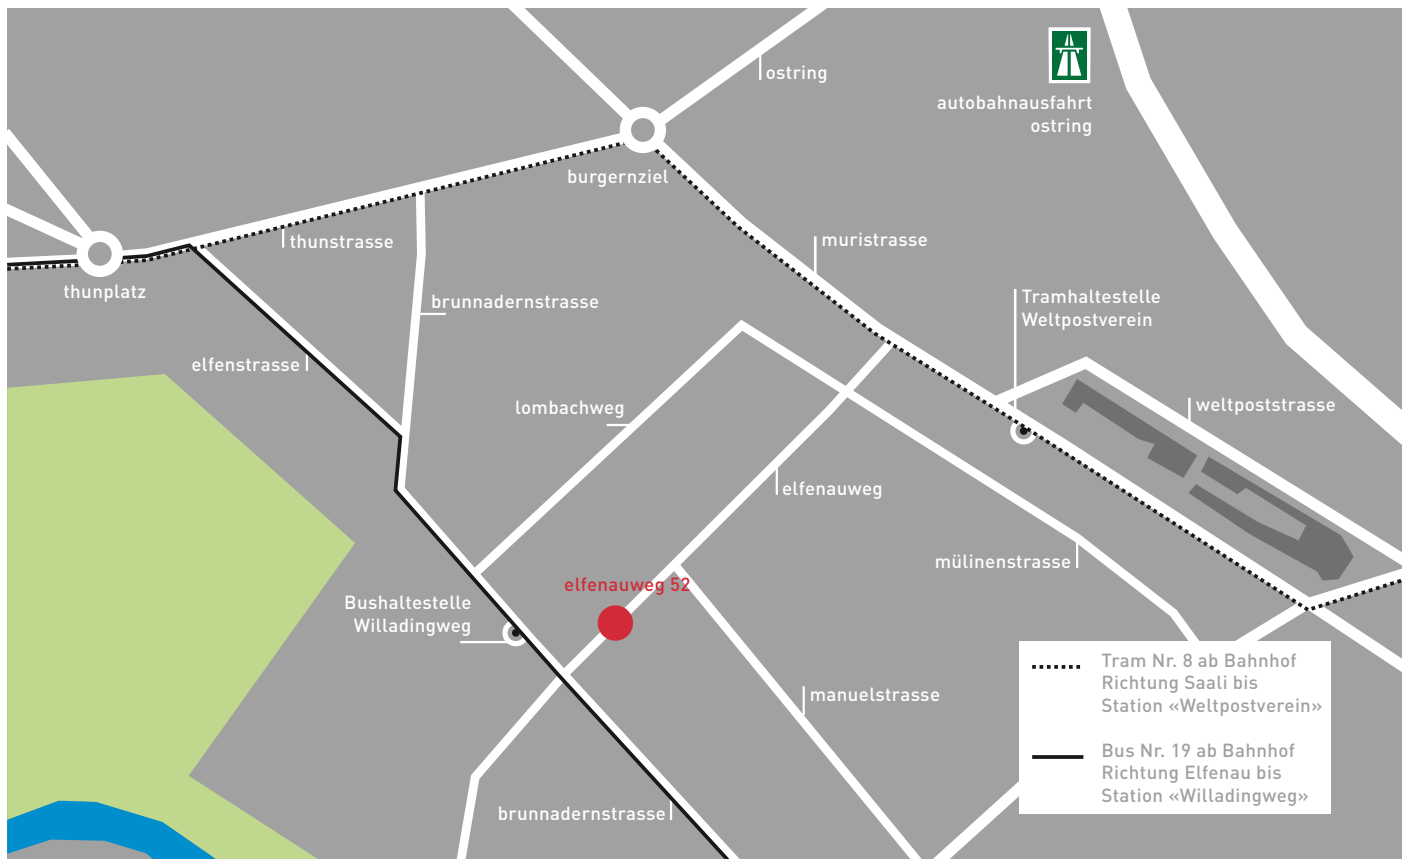 ostring
autobahnausfahrt
ostring
burgernziel
thunstrasse
muristrasse
thunplatz
brunnadernstrasse
Tramhaltestelle
Weltpostverein
elfenstrasse
lombachweg
weltpoststrasse
elfenauweg
mülinenstrasse
elfenauweg 52
Bushaltestelle
Willadingweg
manuelstrasse
brunnadernstrasse
Tram Nr. 8 ab Bahnhof
Richtung Saali bis
Station «Weltpostverein»
Bus Nr. 19 ab Bahnhof
Richtung Elfenau bis
Station «Willadingweg»